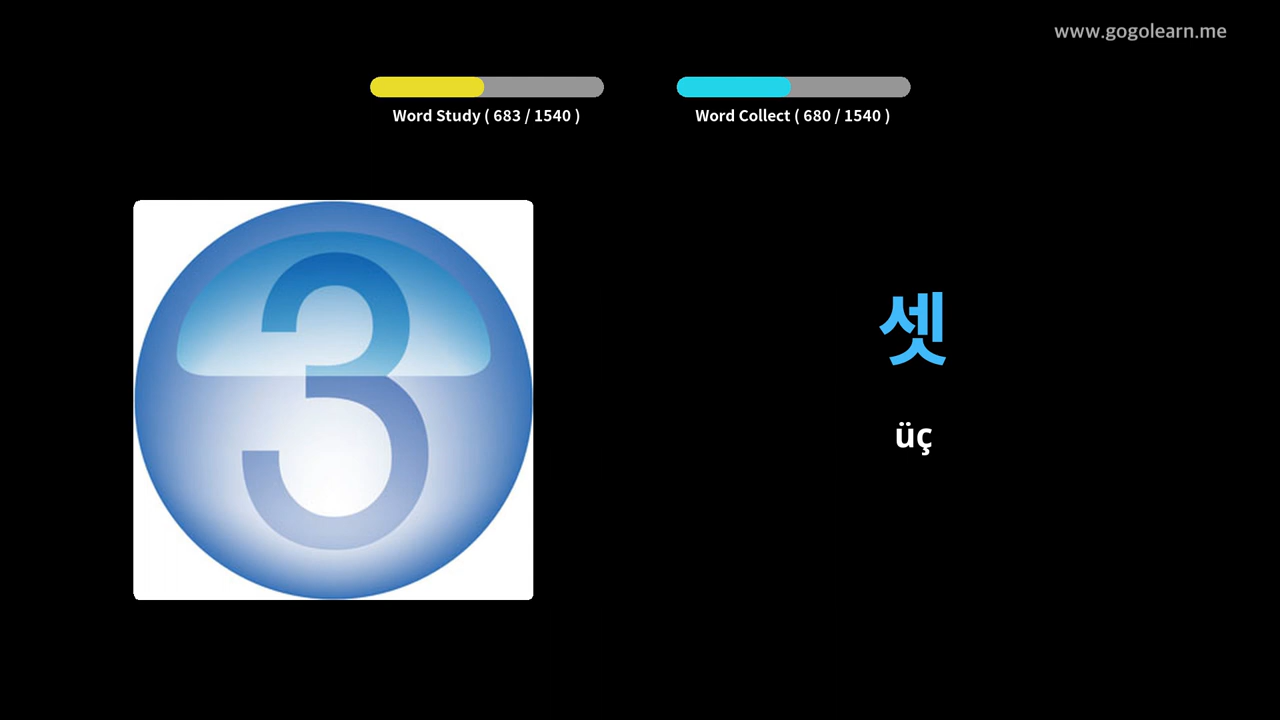 www.gogolearn.me
Word Study ( 683 / 1540 )
Word Collect ( 680 / 1540 )
3
셋
üç